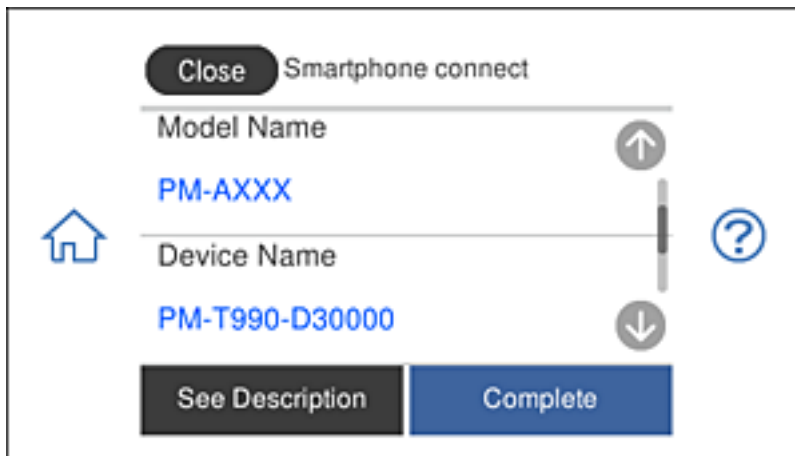 Close Smartphone connect
Model Name
PM-AXXX
Device Name
PM-T990-D30000
See Description Complete